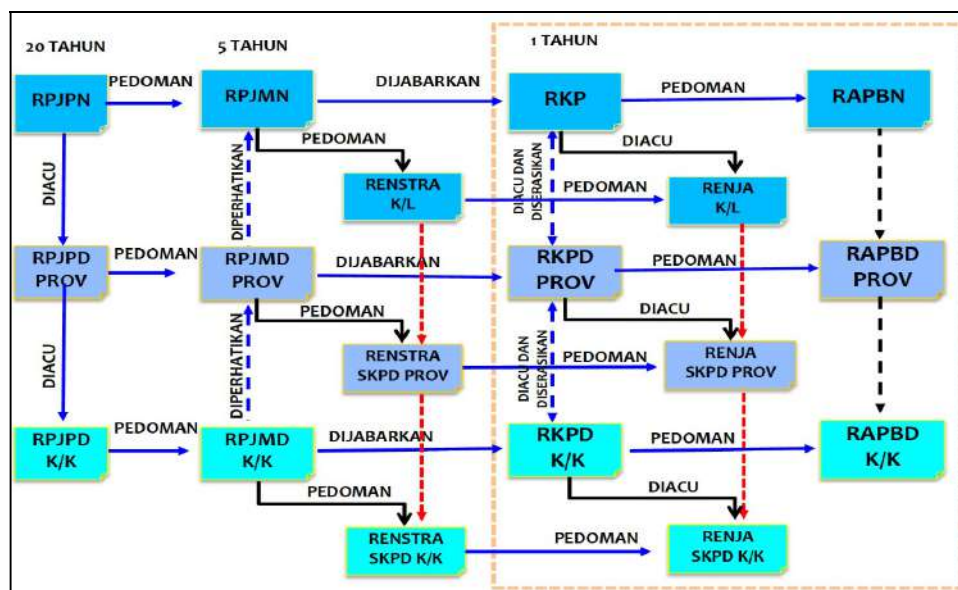 20 TAHUN
5 TAHUN
1 TAHUN
RPJPN
PEDOMAN
RPJMN
DIJABARKAN
RKP
PEDOMAN
RAPBN
DIACU
DIPERHATIKAN
PEDOMAN
RENSTRA
K/L
PEDOMAN
DIACU DAN
DISERASIKAN
DIACU
RENJA
K/L
RPJPD
PROV
PEDOMAN
RPJMD
PROV
DIJABARKAN
RKPD
PROV
PEDOMAN
RAPBD
PROV
DIACU
DIPERHATIKAN
PEDOMAN
RENSTRA
SKPD PROV
PEDOMAN
DIACU DAN
DISERASIKAN
DIACU
RENJA
SKPD PROV
RPJPD
K/K
PEDOMAN
RPJMD
K/K
DIJABARKAN
RKPD
K/K
PEDOMAN
RAPBD
K/K
PEDOMAN
RENSTRA
SKPD K/K
PEDOMAN
DIACU
RENJA
SKPD K/K